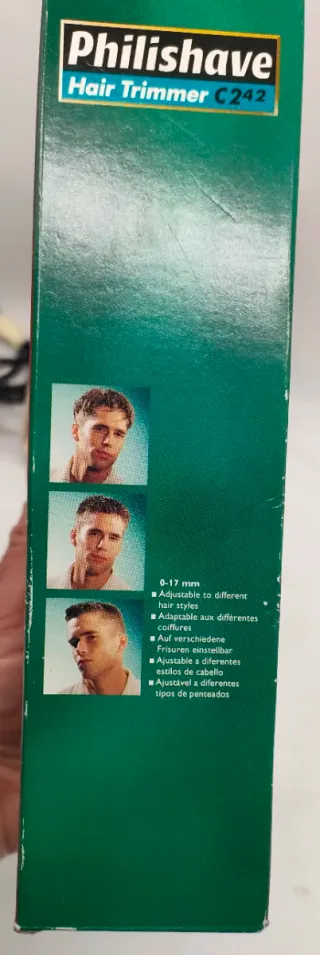 Philishave
Hair Trimmer C242
0-17 mm
■ Adjustable to different
hair styles
■ Adaptable aux différentes
coiffures
■ Auf verschiedene
Frisuren einstellbar
■ Ajustable a diferentes
estilos de cabello
■ Ajustável a diferentes
tipos de penteados